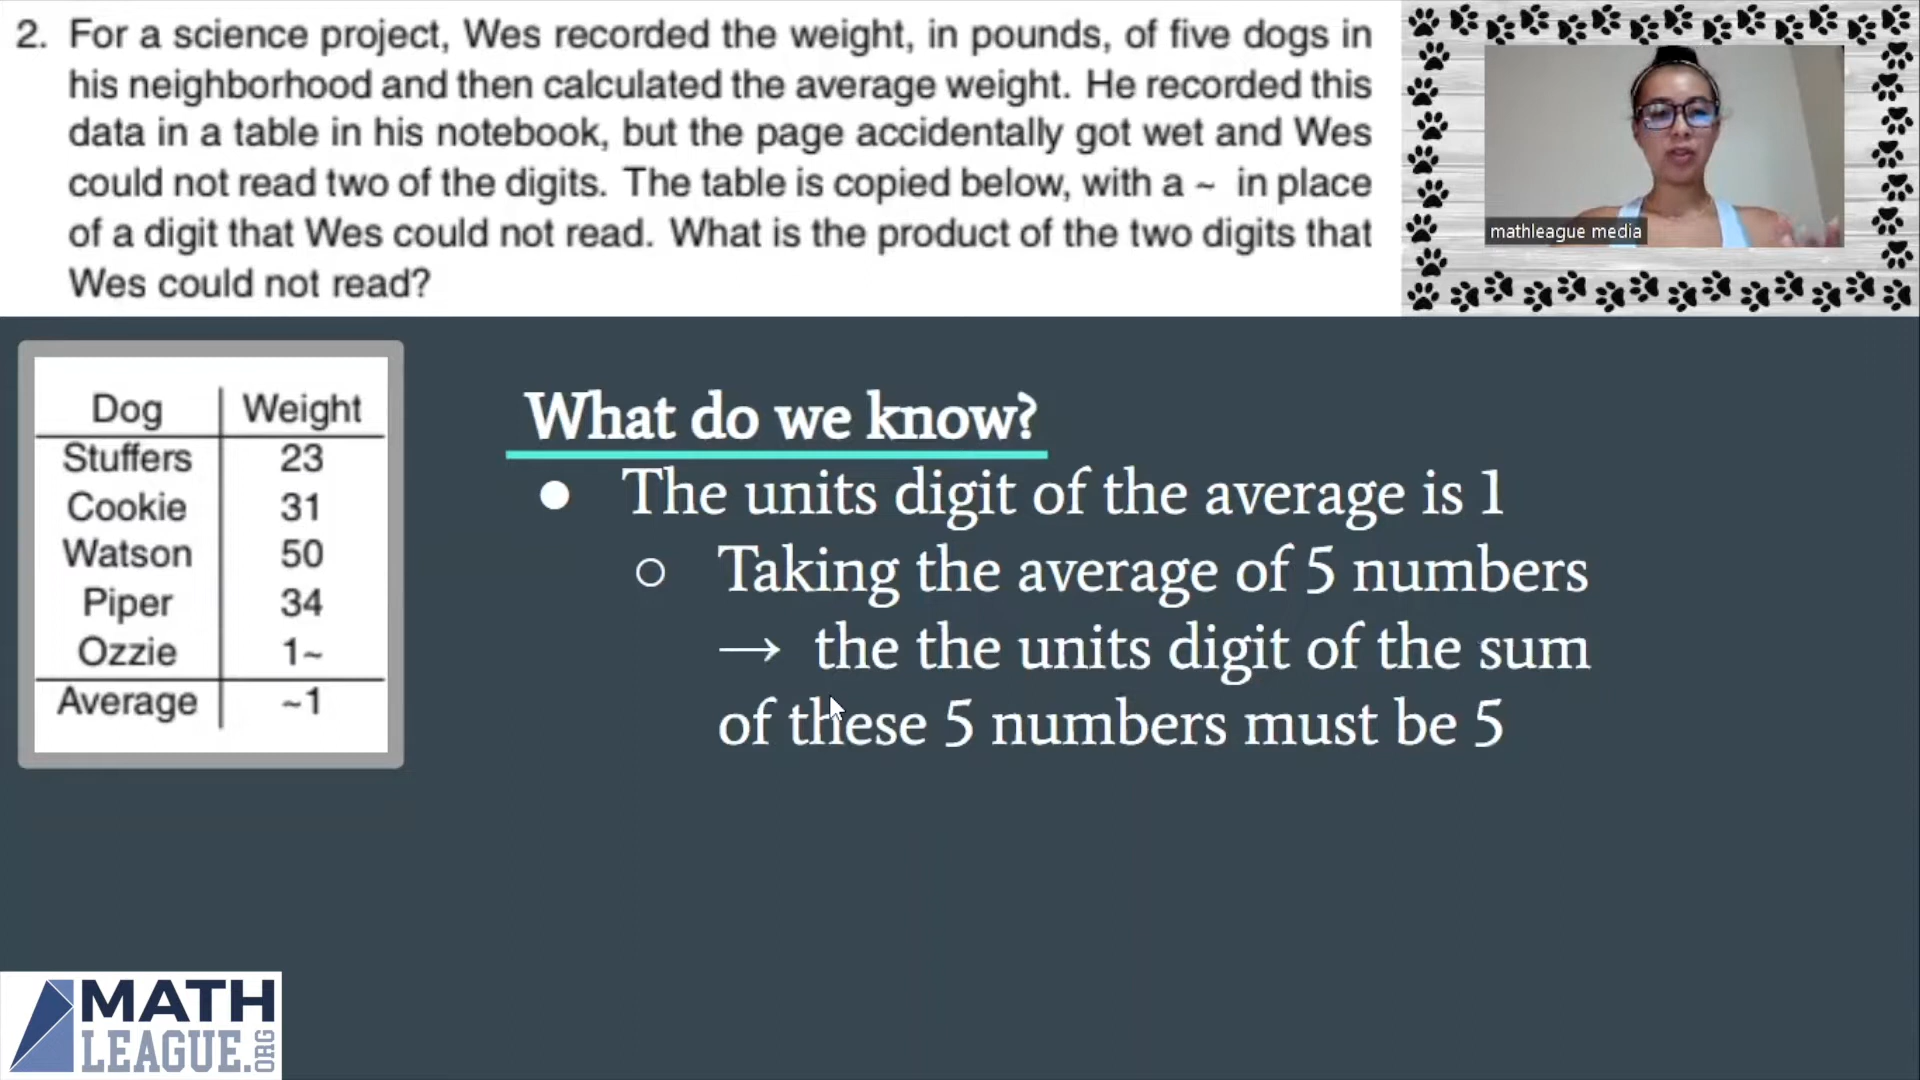 2. For a science project, Wes recorded the weight, in pounds, of five dogs in
his neighborhood and then calculated the average weight. He recorded this
data in a table in his notebook, but the page accidentally got wet and Wes
could not read two of the digits. The table is copied below, with a ~ in place
of a digit that Wes could not read. What is the product of the two digits that
Wes could not read?
mathleague media
Dog Weight
Stuffers 23
Cookie 31
Watson 50
Piper 34
Ozzie 1~
Average ~1
What do we know?
● The units digit of the average is 1
○ Taking the average of 5 numbers
→ the the units digit of the sum
of these 5 numbers must be 5
MATH
LEAGUE.ORG